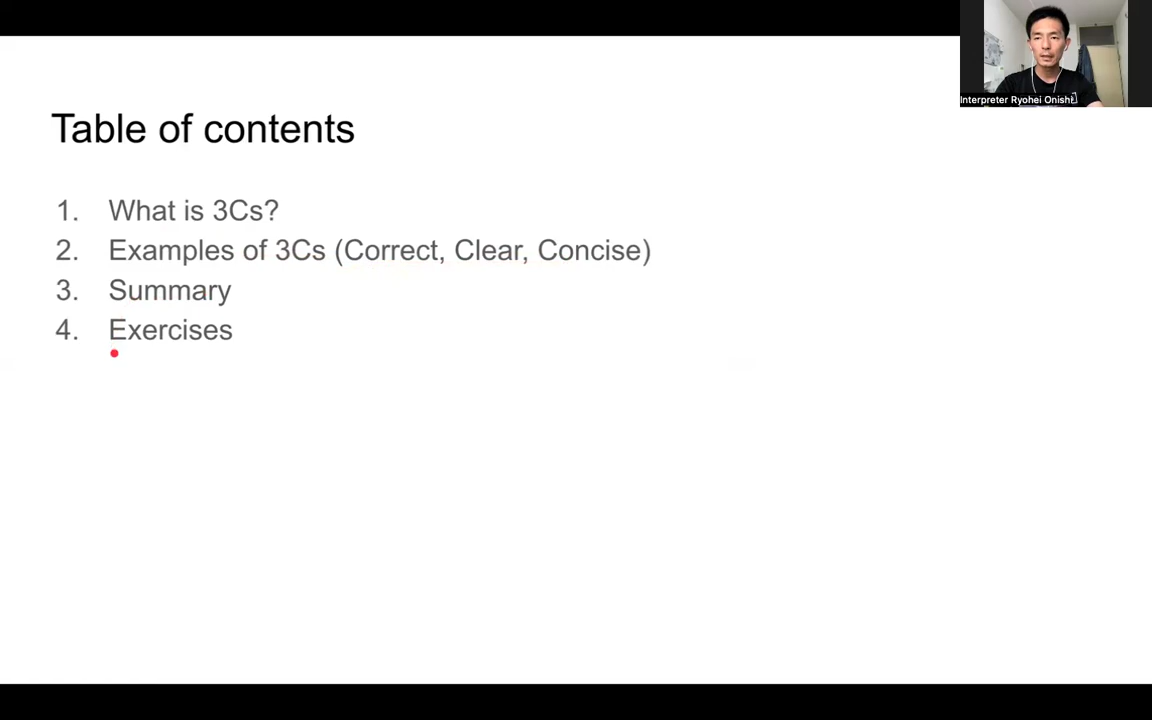 Interpreter Ryohei Onishi
Table of contents
1. What is 3Cs?
2. Examples of 3Cs (Correct, Clear, Concise)
3. Summary
4. Exercises